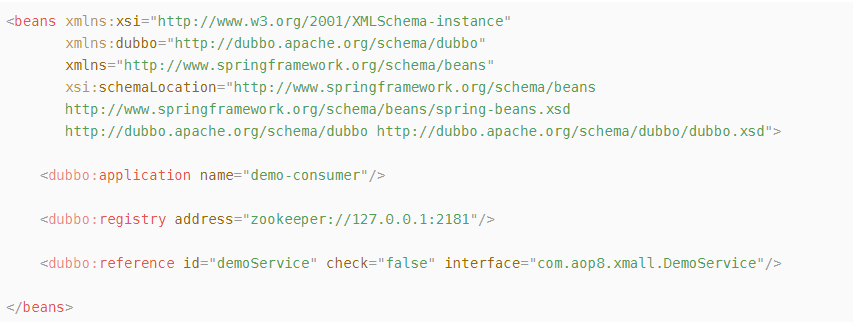 <beans xmlns:xsi="http://www.w3.org/2001/XMLSchema-instance"
       xmlns:dubbo="http://dubbo.apache.org/schema/dubbo"
       xmlns="http://www.springframework.org/schema/beans"
       xsi:schemaLocation="http://www.springframework.org/schema/beans
       http://www.springframework.org/schema/beans/spring-beans.xsd
       http://dubbo.apache.org/schema/dubbo http://dubbo.apache.org/schema/dubbo/dubbo.xsd">
    <dubbo:application name="demo-consumer"/>
    <dubbo:registry address="zookeeper://127.0.0.1:2181"/>
    <dubbo:reference id="demoService" check="false" interface="com.aop8.xmall.DemoService"/>
</beans>